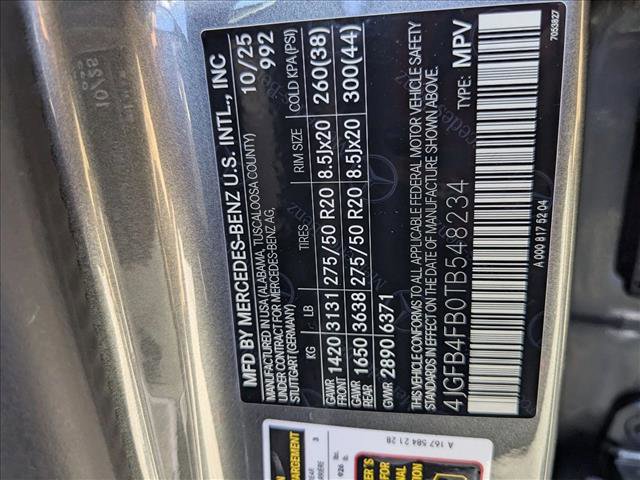 MFD BY MERCEDES-BENZ U.S. INTL., INC 10/25
MANUFACTURED IN USA (ALABAMA, TUSCALOOSA COUNTY) 992
UNDER CONTRACT FOR MERCEDES-BENZ AG,
STUTTGART (GERMANY)
KG LB RIM SIZE COLD KPA (PSI)
GAWR FRONT 1420 3131 275/50 R20 8.5Jx20 260(38)
GAWR REAR 1650 3638 275/50 R20 8.5Jx20 300(44)
GVWR 2890 6371
THIS VEHICLE CONFORMS TO ALL APPLICABLE FEDERAL MOTOR VEHICLE SAFETY
STANDARDS IN EFFECT ON THE DATE OF MANUFACTURE SHOWN ABOVE.
4JGFB4FB0TB548234 TYPE: MPV
A 000 817 52 04 7053827
A 167 584 21 28